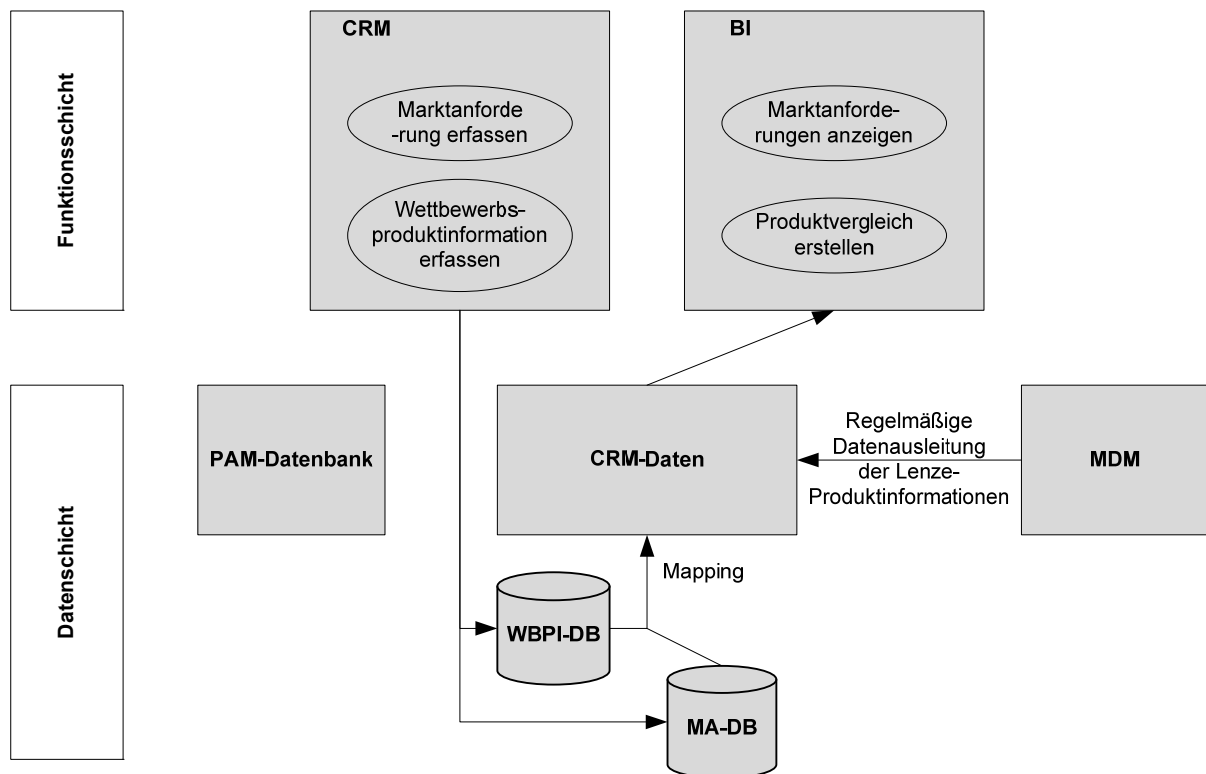 Funktionsschicht
CRM
Marktanforde
-rung erfassen
Wettbewerbs-
produktinformation
erfassen
BI
Marktanforde-
rungen anzeigen
Produktvergleich
erstellen
Datenschicht
PAM-Datenbank
CRM-Daten
Regelmäßige
Datenausleitung
der Lenze-
Produktinformationen
MDM
Mapping
WBPI-DB
MA-DB